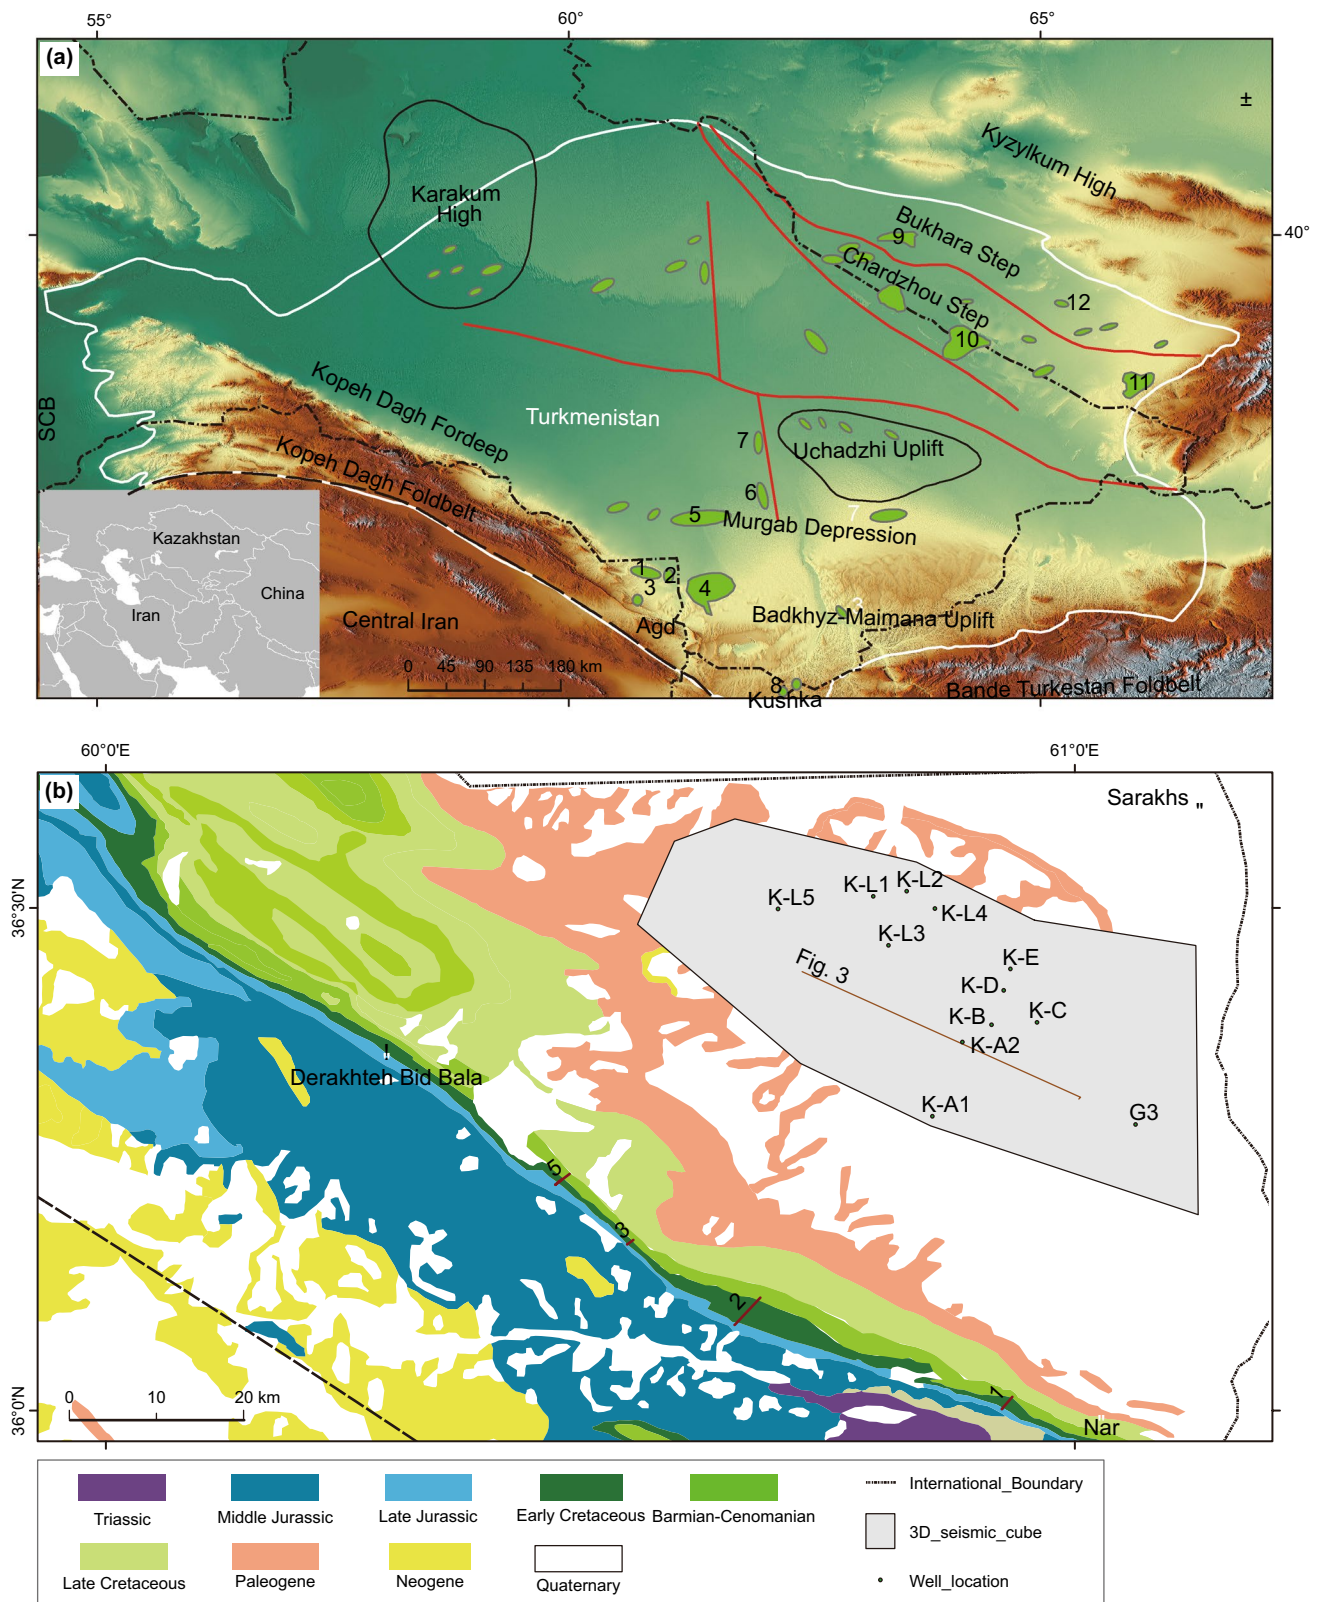 55°
60°
65°
(a)
±
Kyzylkum High
Karakum
High
Bukhara Step
9
40°
Chardzhou Step
12
10
11
Kopeh Dagh Fordeep
Turkmenistan
SCB
7
Uchadzhi Uplift
Kopeh Dagh Foldbelt
6
5
7
Murgab Depression
Kazakhstan
China
Iran
1
2
3
4
Central Iran
Agd
Badkhyz-Maimana Uplift
0 45 90 135 180 km
8
Kushka
Bande Turkestan Foldbelt
60°0'E
61°0'E
(b)
Sarakhs "
36°30'N
K-L5
K-L1
K-L2
K-L4
K-L3
Fig. 3
K-E
K-D
K-B
K-C
K-A2
!
Derakhteh Bid Bala
K-A1
G3
5
3
2
1
0 10 20 km
36°0'N
Nar
Triassic
Middle Jurassic
Late Jurassic
Early Cretaceous
Barmian-Cenomanian
International_Boundary
3D_seismic_cube
Late Cretaceous
Paleogene
Neogene
Quaternary
Well_location